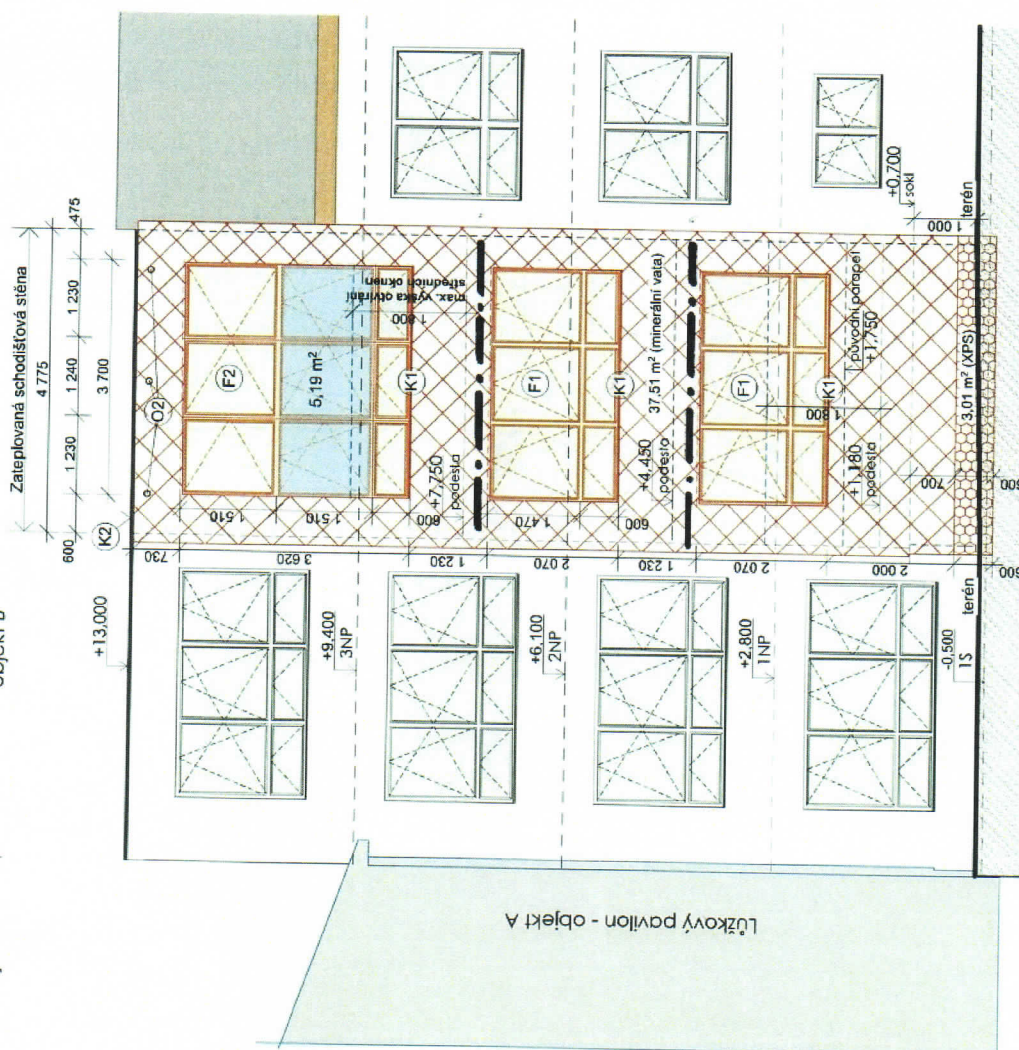 Objekt B
Zateplovaná schodišťová stěna
4 775
600
1 230
1 240
1 230
475
3 700
K2
O2
+13,000
730
1 510
1 510
3 620
F2
5,19 m²
max. výška otvírání
středních oken
1 800
K1
600
+9,400
3NP
1 230
+7,750
podesta
1 470
2 070
F1
K1
600
+6,100
2NP
1 230
+4,450
podesta
37,51 m² (minerální vata)
2 070
F1
K1
+2,800
1NP
1 800
původní parapet
+1,750
+1,180
podesta
2 000
700
+0,700
sokl
1 000
terén
-0,500
1S
terén
3,01 m² (XPS)
600
600
Lůžkový pavilon - objekt A